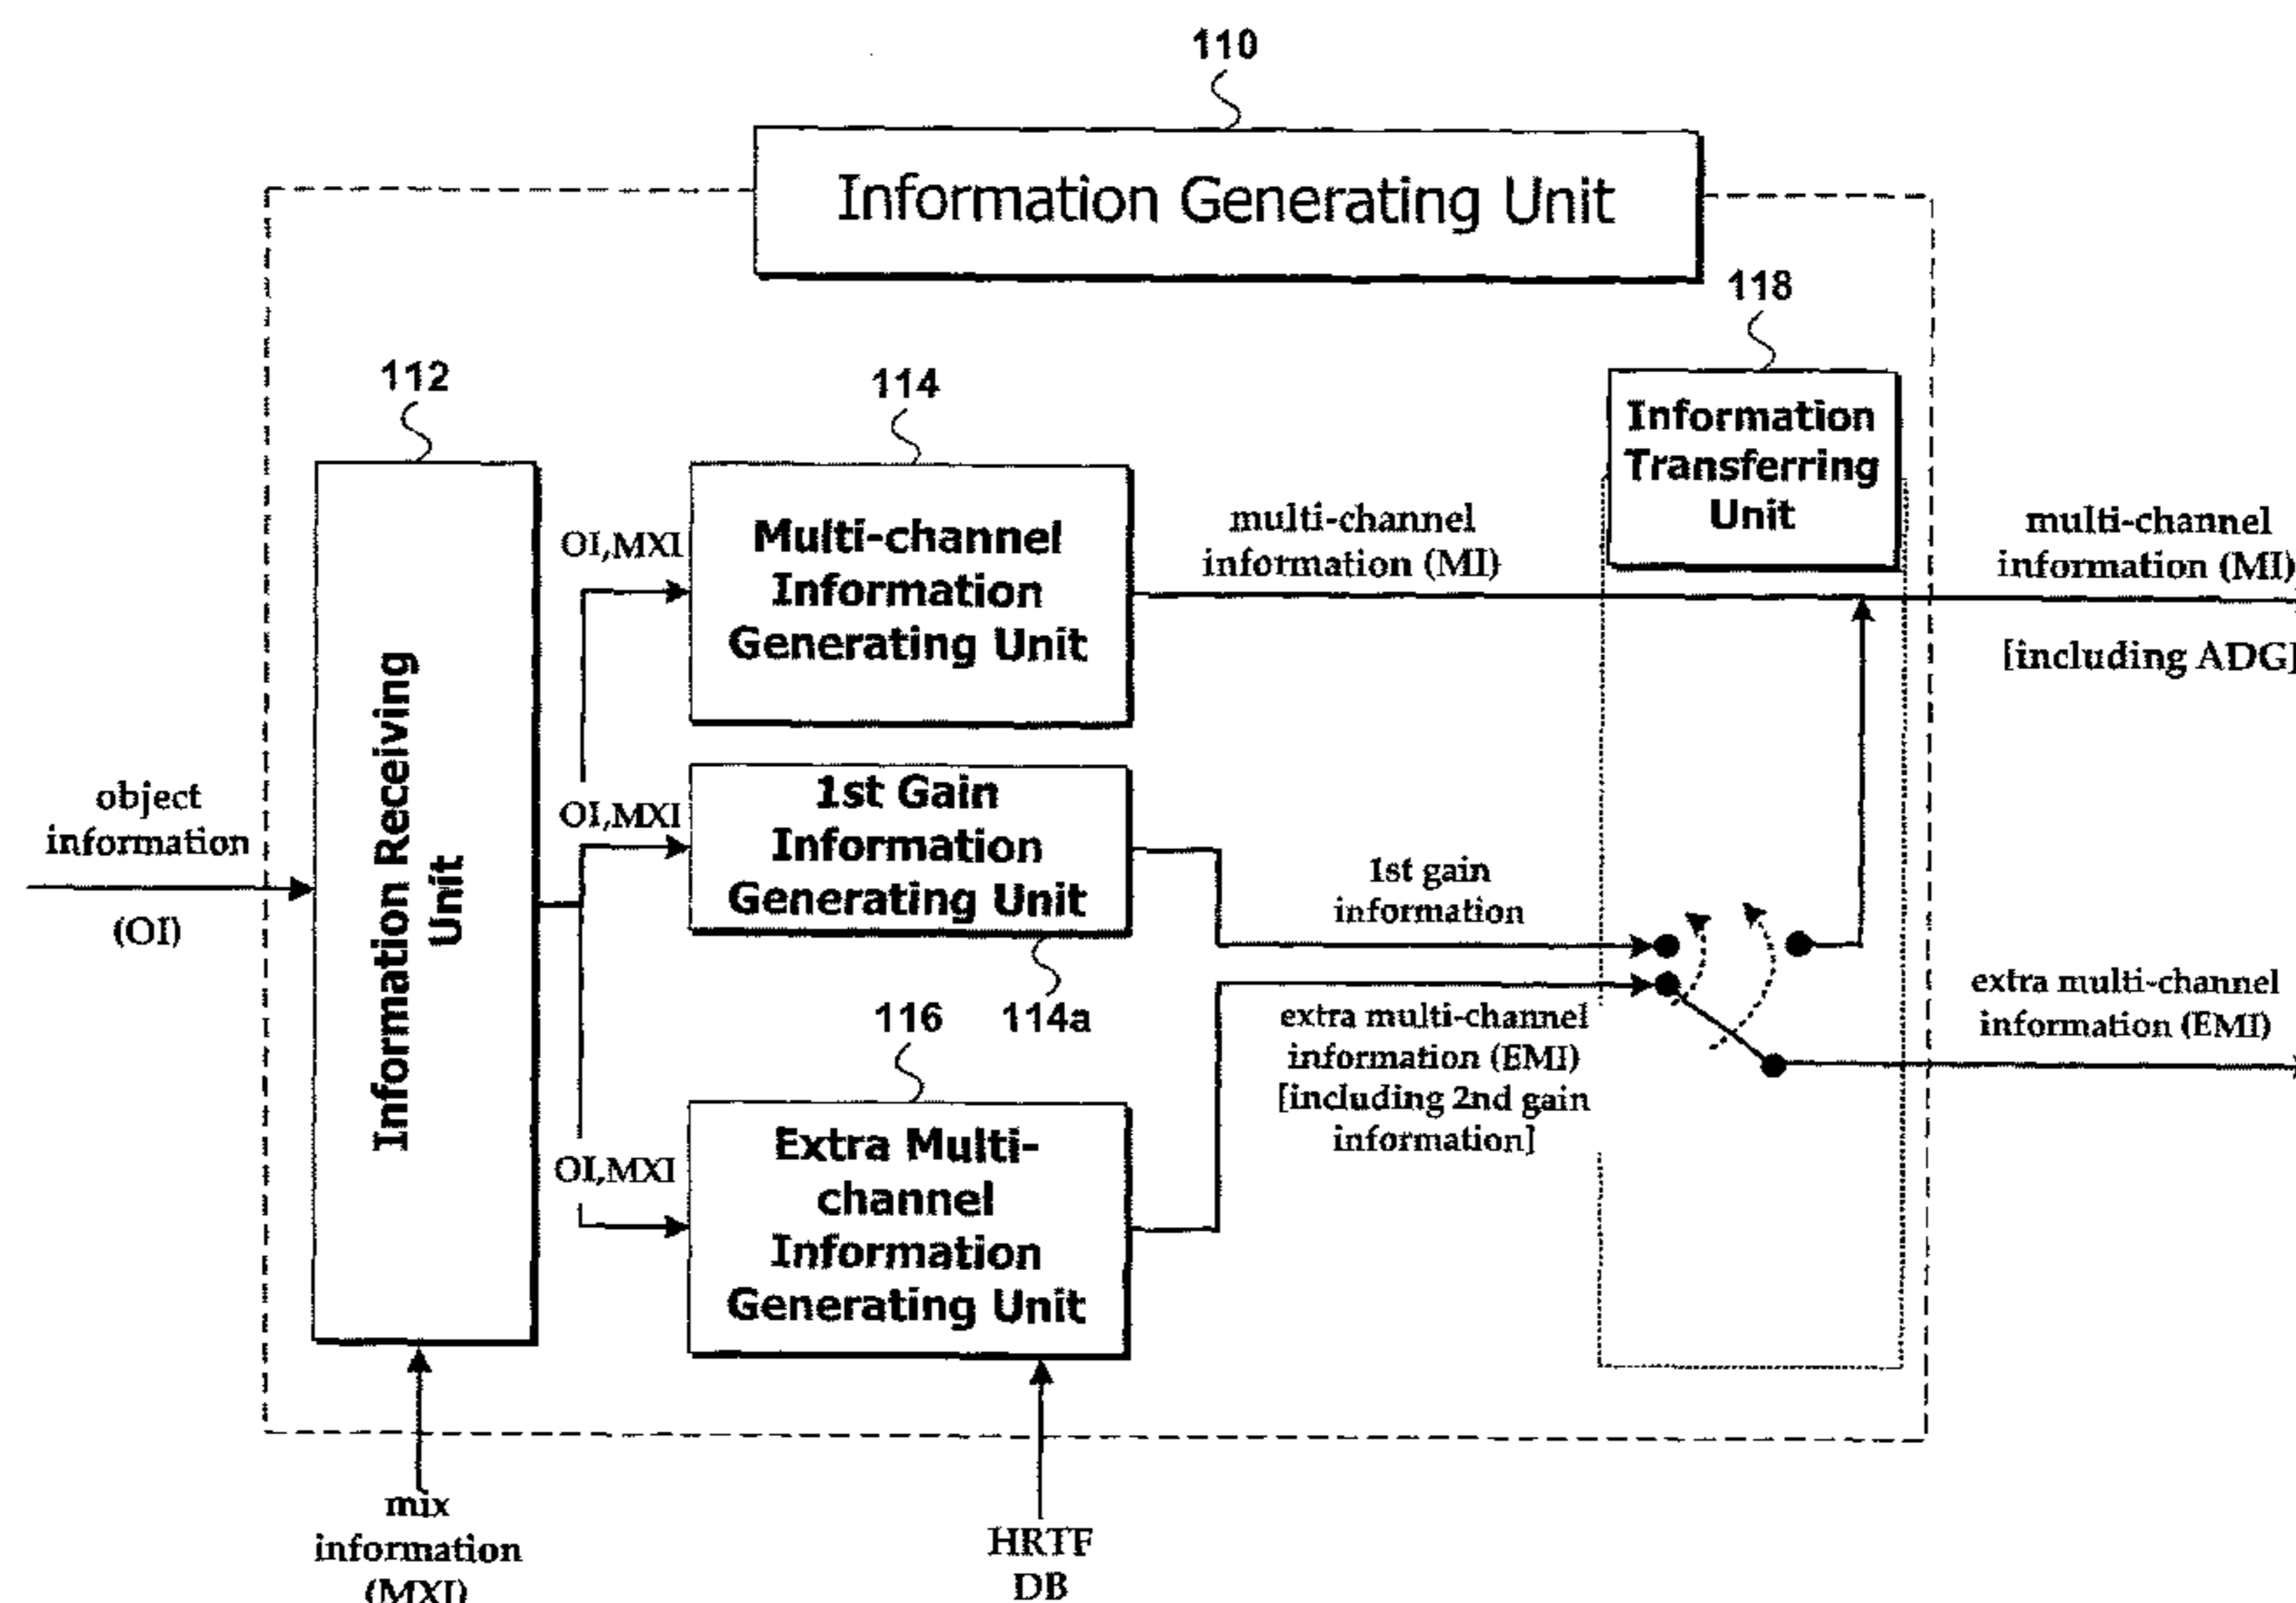 110
Information Generating Unit
118
Information
Transferring
Unit
112
114
Information Receiving
Unit
OI,MXI
Multi-channel
Information
Generating Unit
multi-channel
information (MI)
multi-channel
information (MI)
[including ADG]
object
information
(OI)
OI,MXI
1st Gain
Information
Generating Unit
1st gain
information
114a
116
extra multi-channel
information (EMI)
[including 2nd gain
information]
extra multi-channel
information (EMI)
OI,MXI
Extra Multi-
channel
Information
Generating Unit
mix
information
(MXI)
HRTF
DB